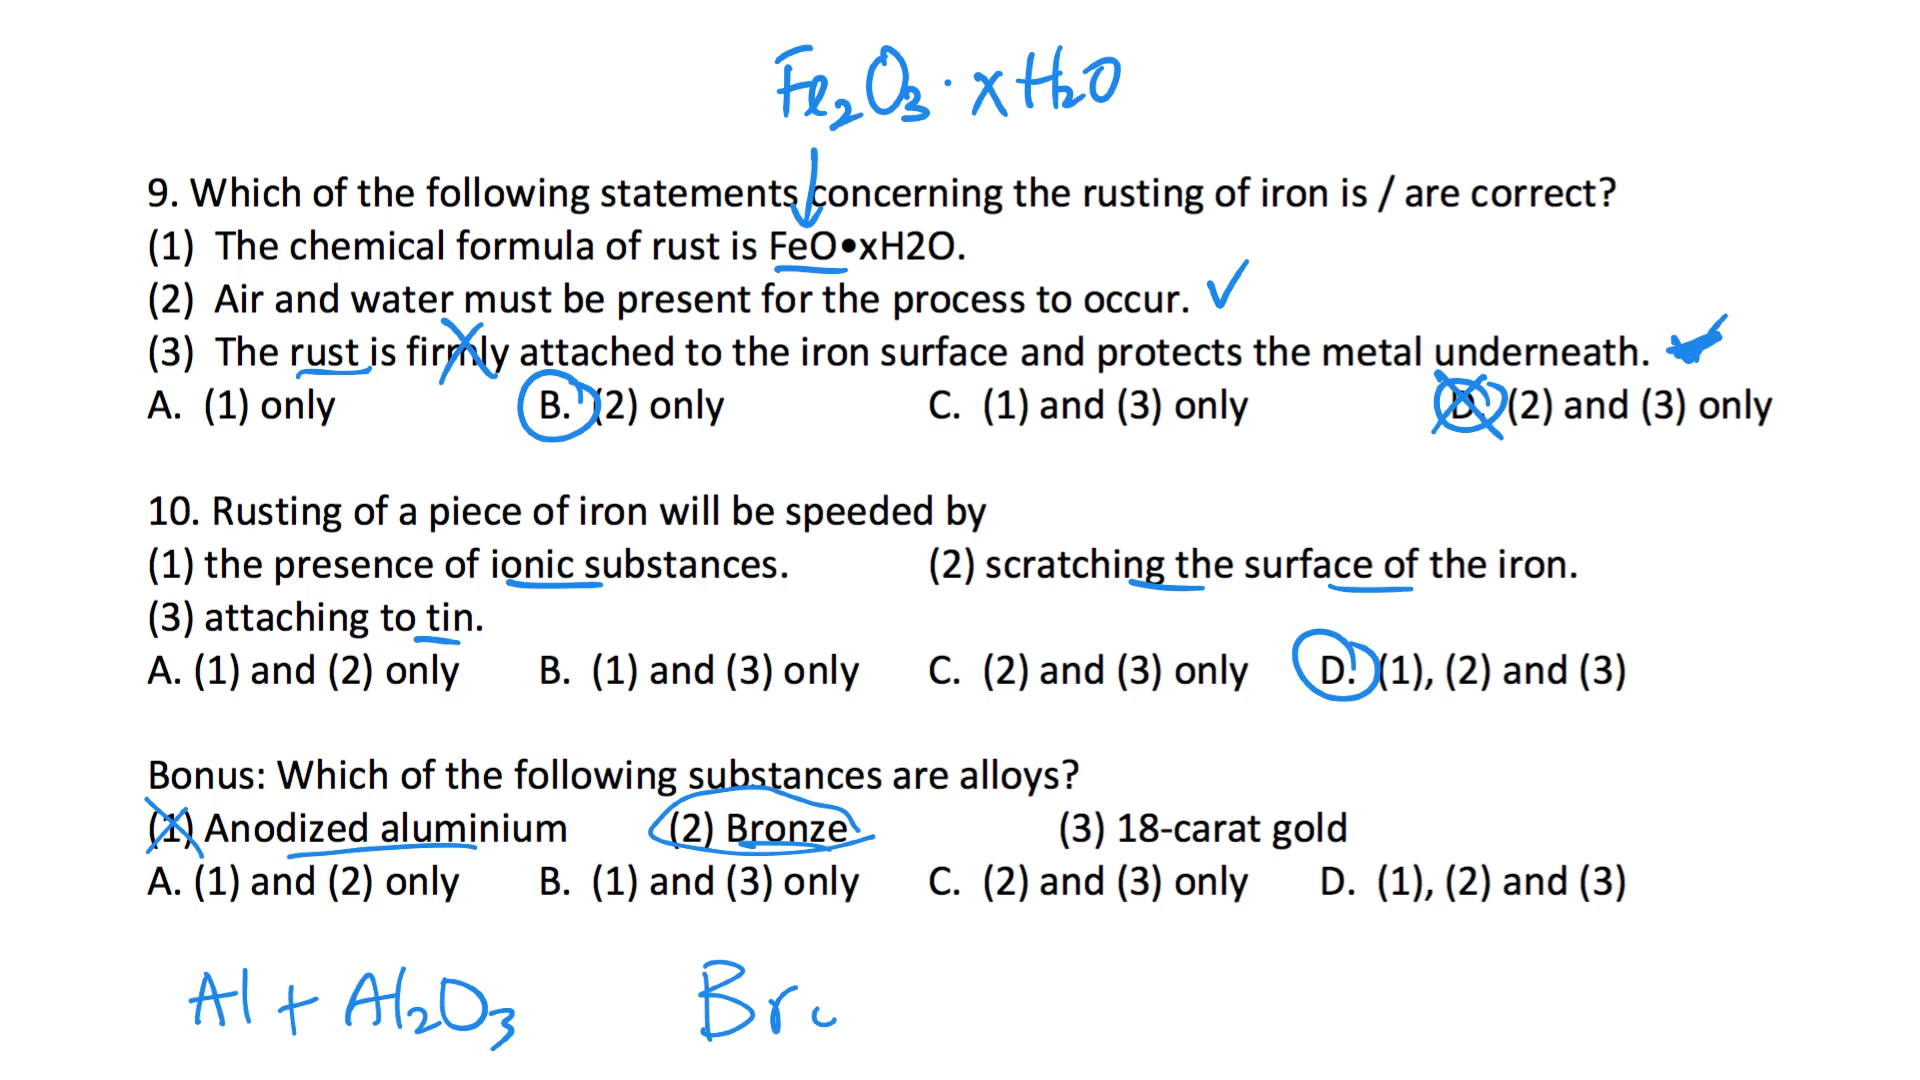 Fe₂O₃·xH₂O
9. Which of the following statements concerning the rusting of iron is / are correct?
(1) The chemical formula of rust is FeO•xH2O.
(2) Air and water must be present for the process to occur. ✓
(3) The rust is firmly attached to the iron surface and protects the metal underneath.
A. (1) only B. (2) only C. (1) and (3) only D. (2) and (3) only
10. Rusting of a piece of iron will be speeded by
(1) the presence of ionic substances. (2) scratching the surface of the iron.
(3) attaching to tin.
A. (1) and (2) only B. (1) and (3) only C. (2) and (3) only D. (1), (2) and (3)
Bonus: Which of the following substances are alloys?
(1) Anodized aluminium (2) Bronze (3) 18-carat gold
A. (1) and (2) only B. (1) and (3) only C. (2) and (3) only D. (1), (2) and (3)
Al + Al₂O₃ Bro